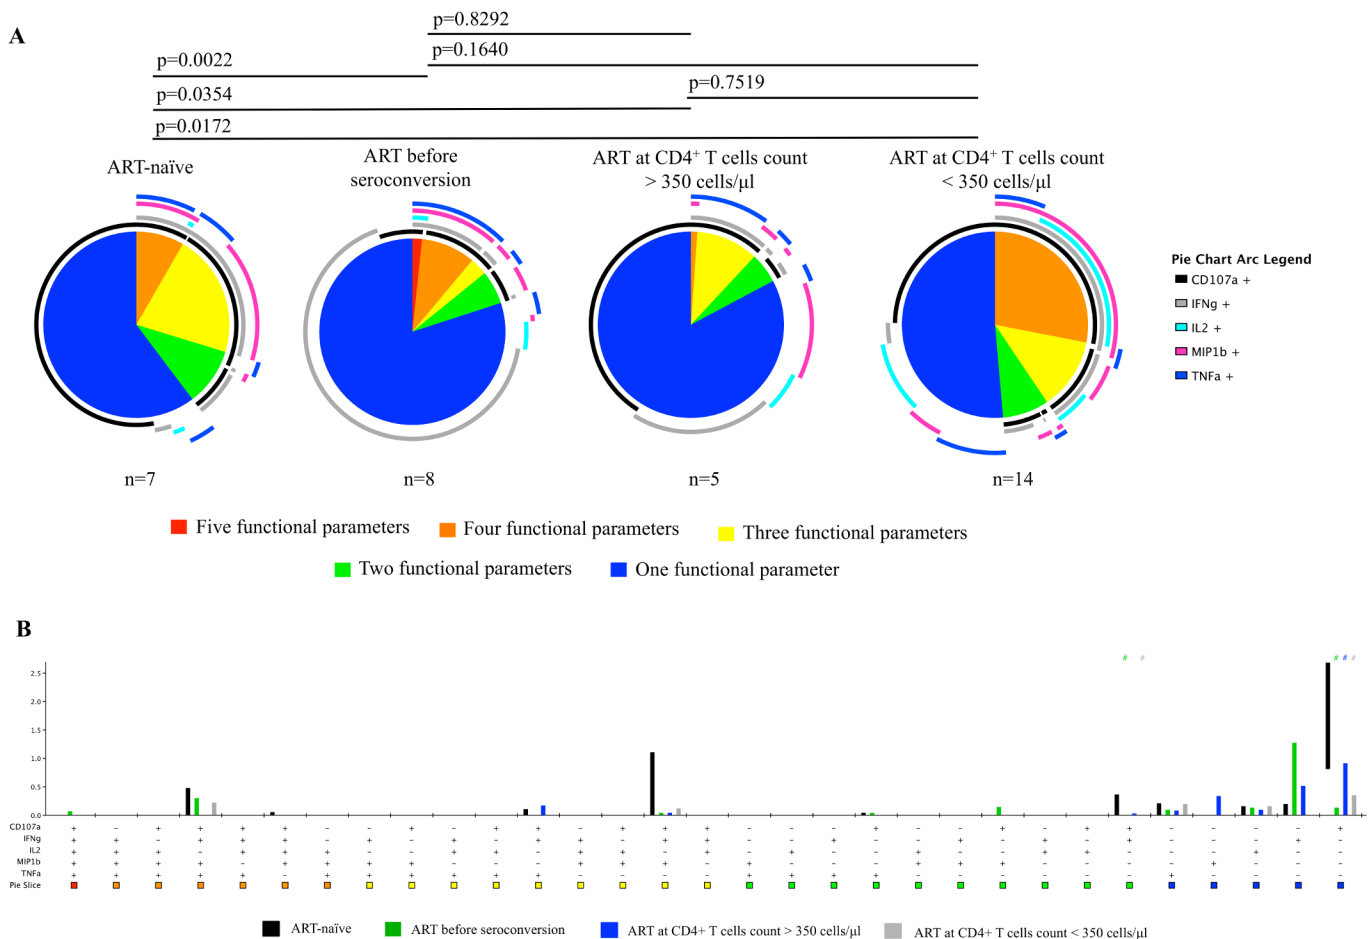 A
p=0.8292
p=0.1640
p=0.0022
p=0.7519
p=0.0354
p=0.0172
ART-naïve
ART before
seroconversion
ART at CD4⁺ T cells count
> 350 cells/µl
ART at CD4⁺ T cells count
< 350 cells/µl
Pie Chart Arc Legend
CD107a +
IFNg +
IL2 +
MIP1b +
TNFa +
n=7
n=8
n=5
n=14
Five functional parameters
Four functional parameters
Three functional parameters
Two functional parameters
One functional parameter
B
# #
# # #
2.5
2.0
1.5
1.0
0.5
0.0
CD107a
IFNg
IL2
MIP1b
TNFa
Pie Slice
ART-naïve
ART before seroconversion
ART at CD4+ T cells count > 350 cells/µl
ART at CD4+ T cells count < 350 cells/µl